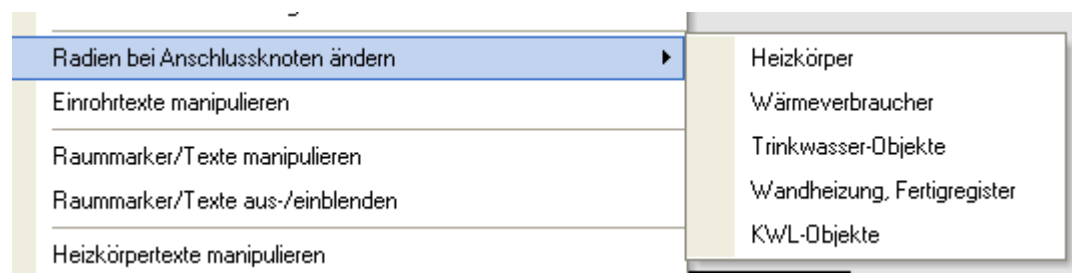 Radien bei Anschlussknoten ändern
Einrohrtexte manipulieren
Raummarker/Texte manipulieren
Raummarker/Texte aus-/einblenden
Heizkörpertexte manipulieren
Heizkörper
Wärmeverbraucher
Trinkwasser-Objekte
Wandheizung, Fertigregister
KWL-Objekte